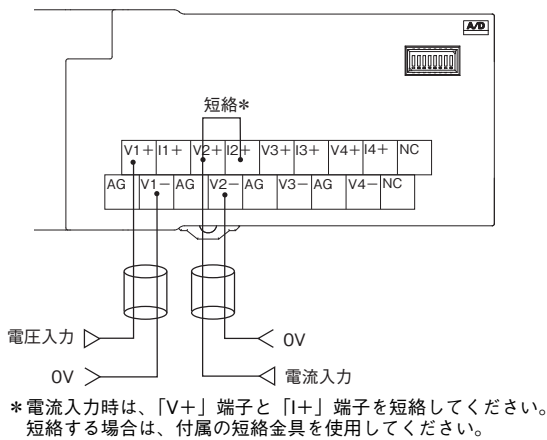 A/D
短絡*
V1+ I1+ V2+ I2+ V3+ I3+ V4+ I4+ NC
AG V1− AG V2− AG V3− AG V4− NC
電圧入力 0V
0V 電流入力
*電流入力時は、「V+」端子と「I+」端子を短絡してください。
短絡する場合は、付属の短絡金具を使用してください。